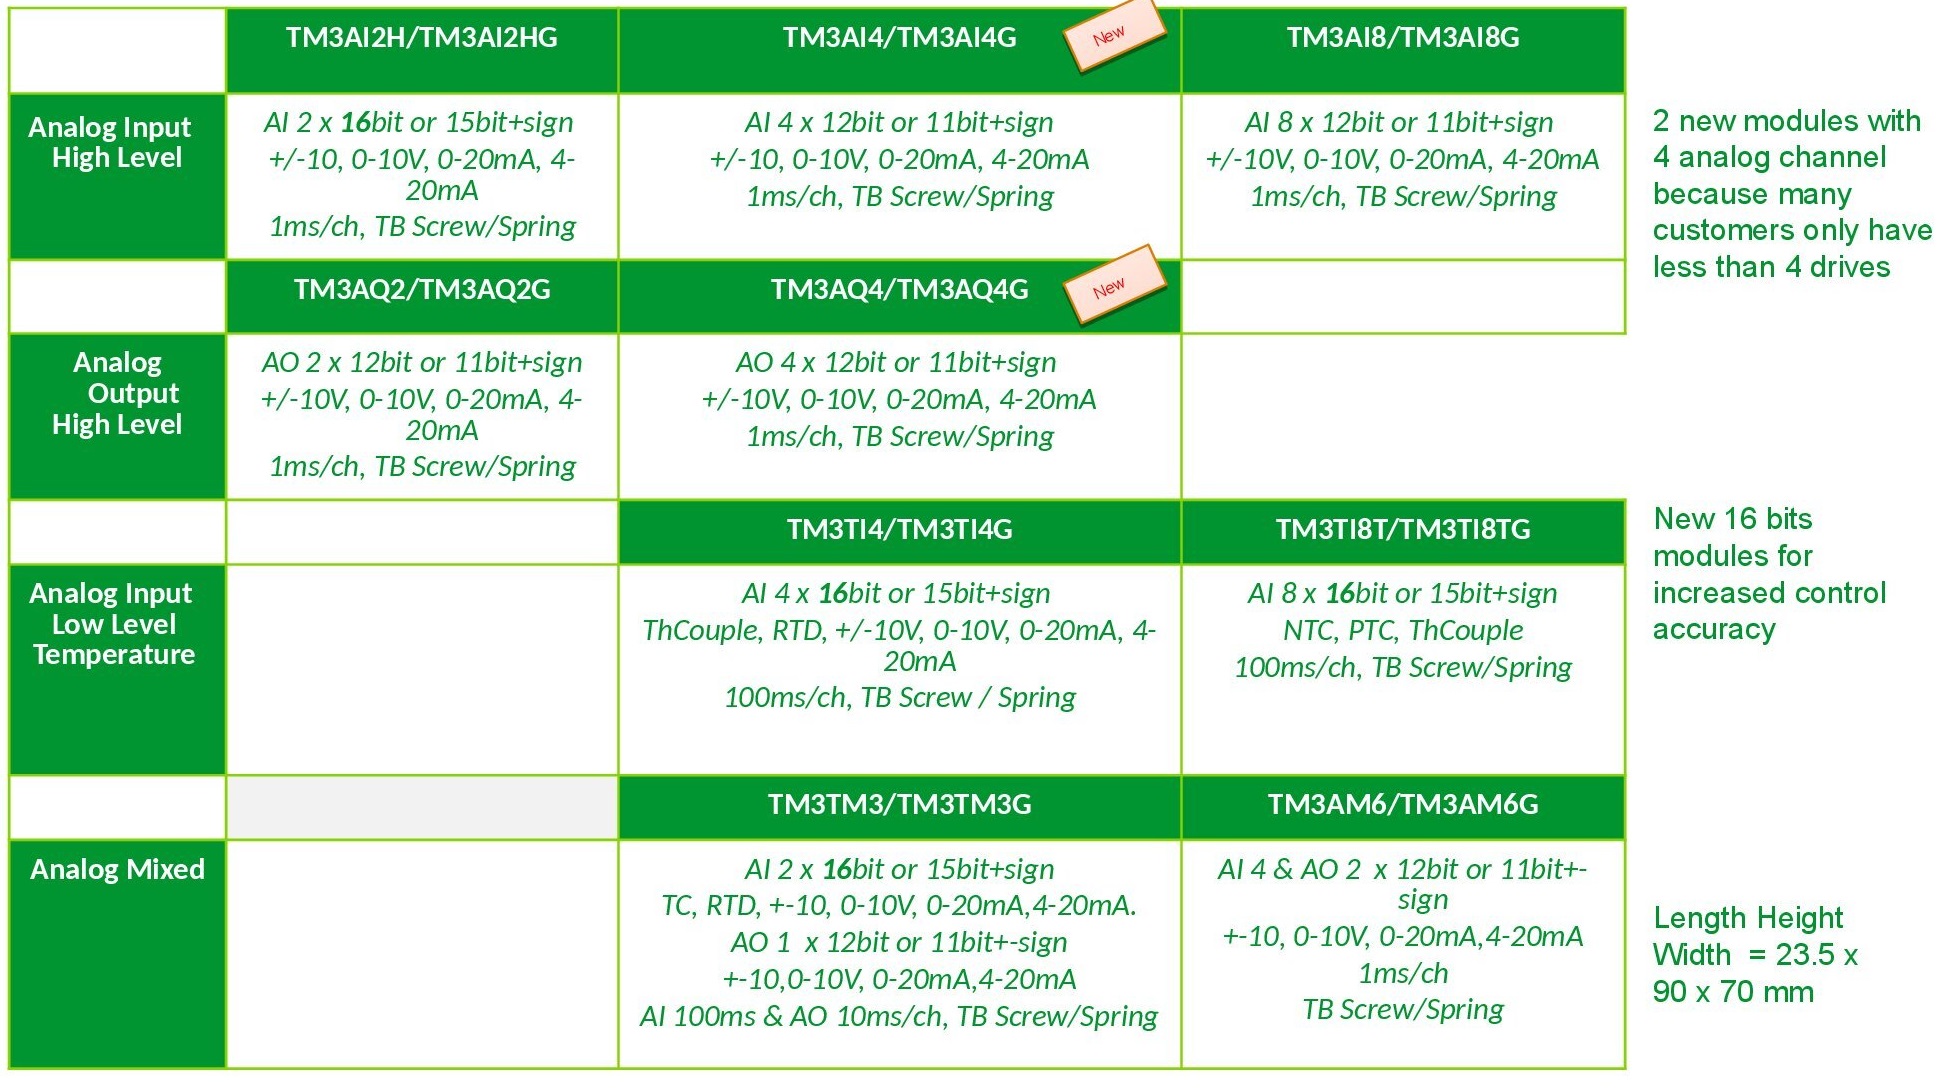 TM3AI2H/TM3AI2HG
TM3AI4/TM3AI4G
New
TM3AI8/TM3AI8G
Analog Input
High Level
AI 2 x 16bit or 15bit+sign
+/-10, 0-10V, 0-20mA, 4-
20mA
1ms/ch, TB Screw/Spring
AI 4 x 12bit or 11bit+sign
+/-10, 0-10V, 0-20mA, 4-20mA
1ms/ch, TB Screw/Spring
AI 8 x 12bit or 11bit+sign
+/-10V, 0-10V, 0-20mA, 4-20mA
1ms/ch, TB Screw/Spring
2 new modules with
4 analog channel
because many
customers only have
less than 4 drives
TM3AQ2/TM3AQ2G
TM3AQ4/TM3AQ4G
New
Analog
Output
High Level
AO 2 x 12bit or 11bit+sign
+/-10V, 0-10V, 0-20mA, 4-
20mA
1ms/ch, TB Screw/Spring
AO 4 x 12bit or 11bit+sign
+/-10V, 0-10V, 0-20mA, 4-20mA
1ms/ch, TB Screw/Spring
TM3TI4/TM3TI4G
TM3TI8T/TM3TI8TG
New 16 bits
modules for
increased control
accuracy
Analog Input
Low Level
Temperature
AI 4 x 16bit or 15bit+sign
ThCouple, RTD, +/-10V, 0-10V, 0-20mA, 4-
20mA
100ms/ch, TB Screw / Spring
AI 8 x 16bit or 15bit+sign
NTC, PTC, ThCouple
100ms/ch, TB Screw/Spring
TM3TM3/TM3TM3G
TM3AM6/TM3AM6G
Analog Mixed
AI 2 x 16bit or 15bit+sign
TC, RTD, +-10, 0-10V, 0-20mA,4-20mA.
AO 1  x 12bit or 11bit+-sign
+-10,0-10V, 0-20mA,4-20mA
AI 100ms & AO 10ms/ch, TB Screw/Spring
AI 4 & AO 2  x 12bit or 11bit+-
sign
+-10, 0-10V, 0-20mA,4-20mA
1ms/ch
TB Screw/Spring
Length Height
Width  = 23.5 x
90 x 70 mm